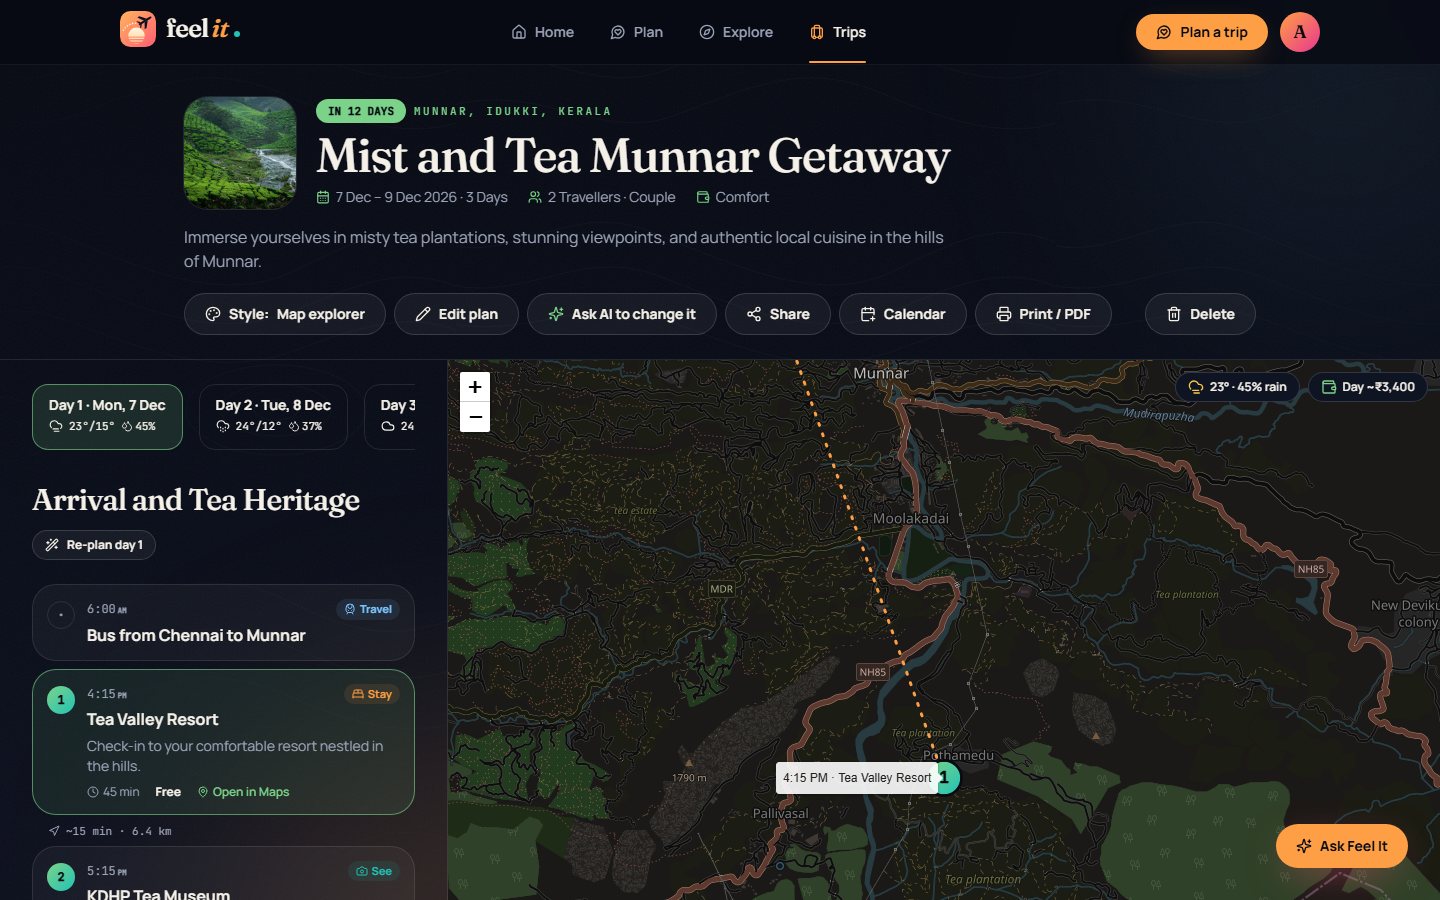 feel it.
Home
Plan
Explore
Trips
Plan a trip
A
IN 12 DAYS
MUNNAR, IDUKKI, KERALA
Mist and Tea Munnar Getaway
7 Dec – 9 Dec 2026 · 3 Days
2 Travellers · Couple
Comfort
Immerse yourselves in misty tea plantations, stunning viewpoints, and authentic local cuisine in the hills
of Munnar.
Style: Map explorer
Edit plan
Ask AI to change it
Share
Calendar
Print / PDF
Delete
Day 1 · Mon, 7 Dec
23°/15° 45%
Day 2 · Tue, 8 Dec
24°/12° 37%
Day 3
24
Arrival and Tea Heritage
Re-plan day 1
6:00 AM
Travel
Bus from Chennai to Munnar
1
4:15 PM
Stay
Tea Valley Resort
Check-in to your comfortable resort nestled in
the hills.
45 min
Free
Open in Maps
~15 min · 6.4 km
2
5:15 PM
See
KDHP Tea Museum
+
−
23° · 45% rain
Day ~₹3,400
Munnar
Mudirapuzha
tea estate
Moolakadai
MDR
NH85
Tea plantation
New Deviku
colony
NH85
Tea plantation
Pothamedu
1790 m
4:15 PM · Tea Valley Resort
1
Pallivasal
Tea plantation
Ask Feel It